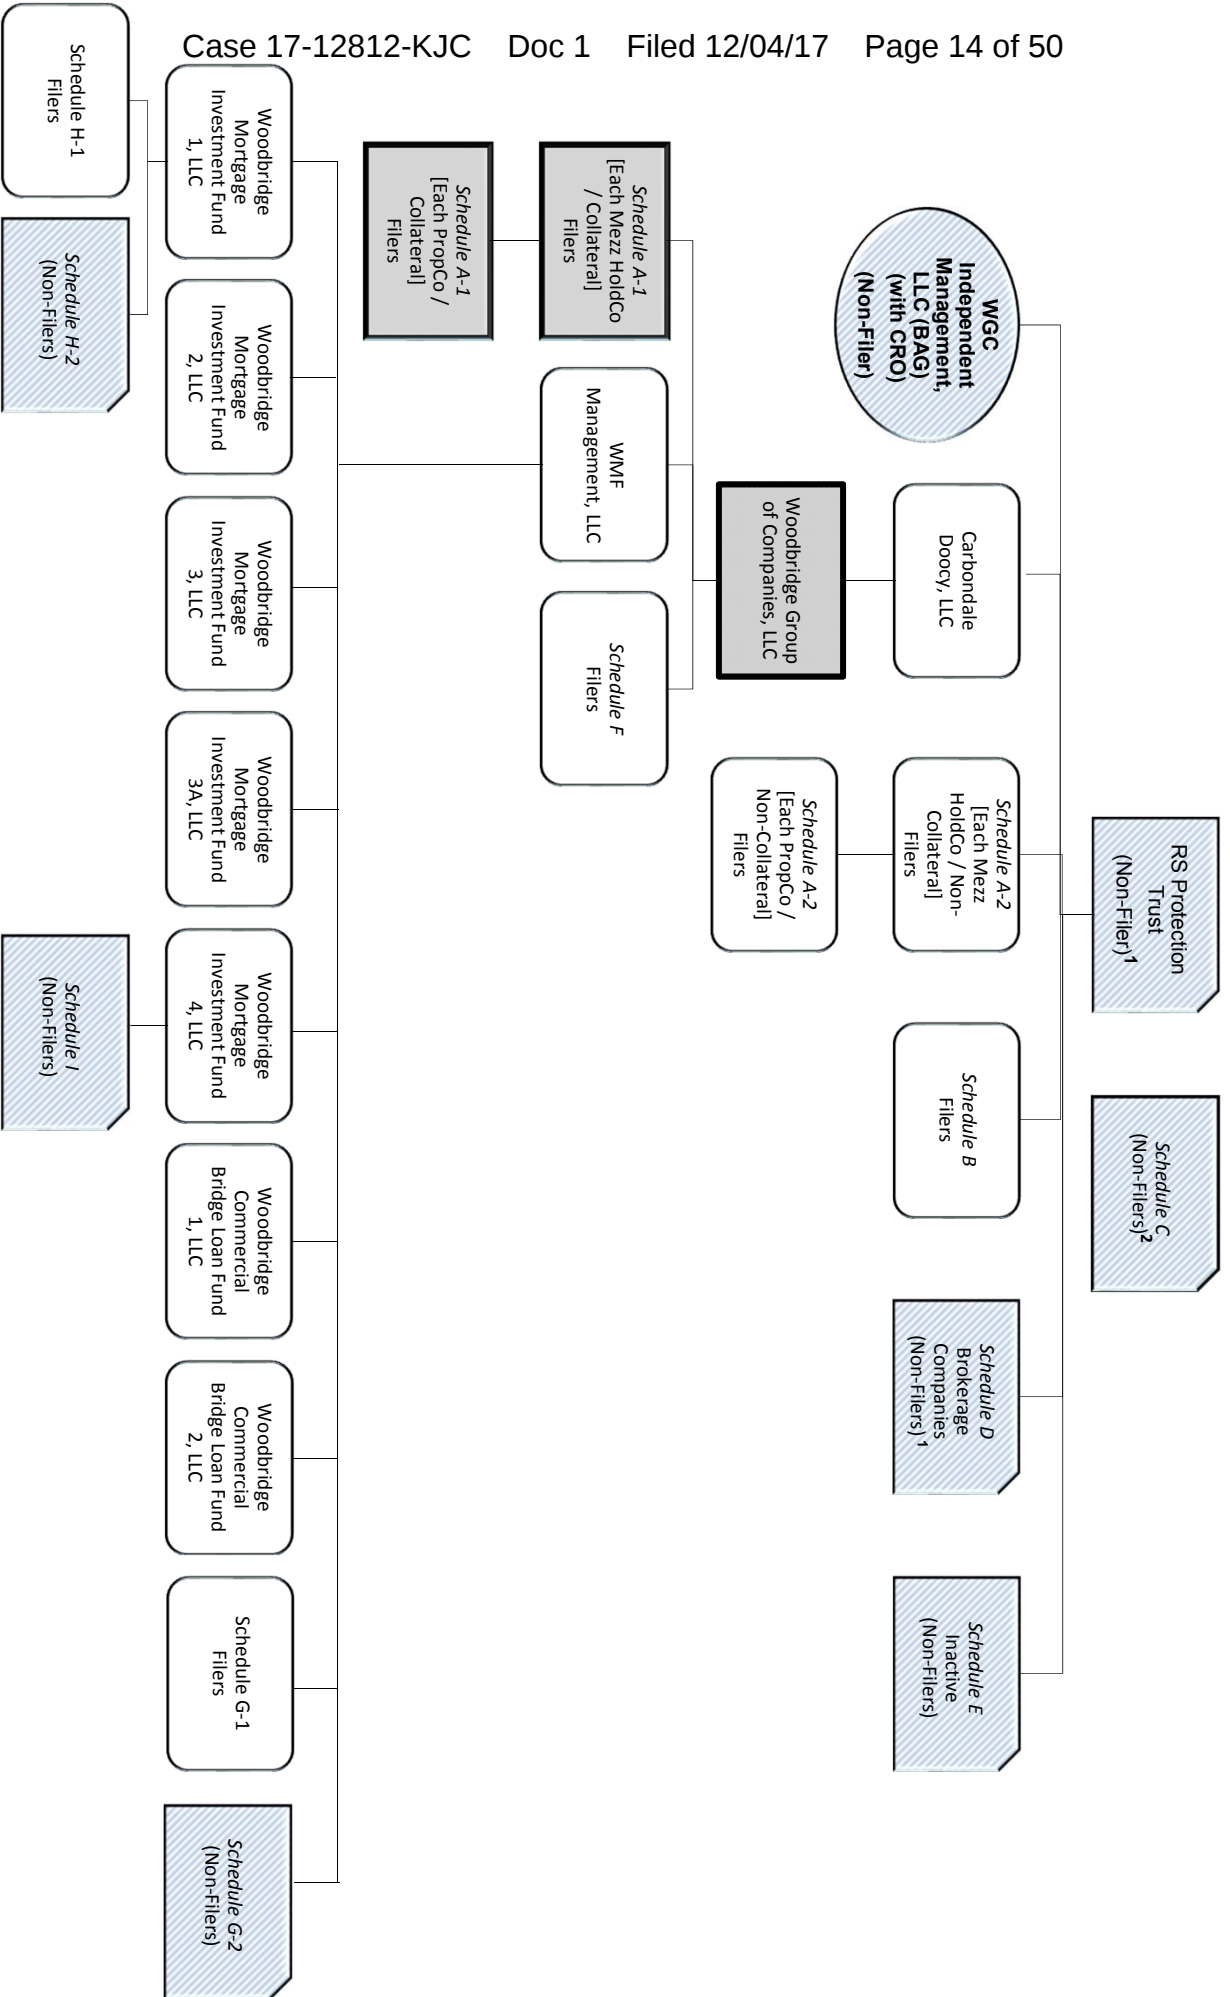 Case 17-12812-KJC Doc 1 Filed 12/04/17 Page 14 of 50
RS Protection
Trust
(Non-Filer)1
Schedule C
(Non-Filers)2
WGC
Independent
Management,
LLC (BAG)
(with CRO)
(Non-Filer)
Carbondale
Doocy, LLC
Schedule A-2
[Each Mezz
HoldCo / Non-
Collateral]
Filers
Schedule B
Filers
Schedule D
Brokerage
Companies
(Non-Filers)1
Schedule E
Inactive
(Non-Filers)
Woodbridge Group
of Companies, LLC
Schedule A-2
[Each PropCo /
Non-Collateral]
Filers
Schedule A-1
[Each Mezz HoldCo
/ Collateral]
Filers
WMF
Management, LLC
Schedule F
Filers
Schedule A-1
[Each PropCo /
Collateral]
Filers
Woodbridge
Mortgage
Investment Fund
1, LLC
Woodbridge
Mortgage
Investment Fund
2, LLC
Woodbridge
Mortgage
Investment Fund
3, LLC
Woodbridge
Mortgage
Investment Fund
3A, LLC
Woodbridge
Mortgage
Investment Fund
4, LLC
Woodbridge
Commercial
Bridge Loan Fund
1, LLC
Woodbridge
Commercial
Bridge Loan Fund
2, LLC
Schedule G-1
Filers
Schedule G-2
(Non-Filers)
Schedule H-1
Filers
Schedule H-2
(Non-Filers)
Schedule I
(Non-Filers)